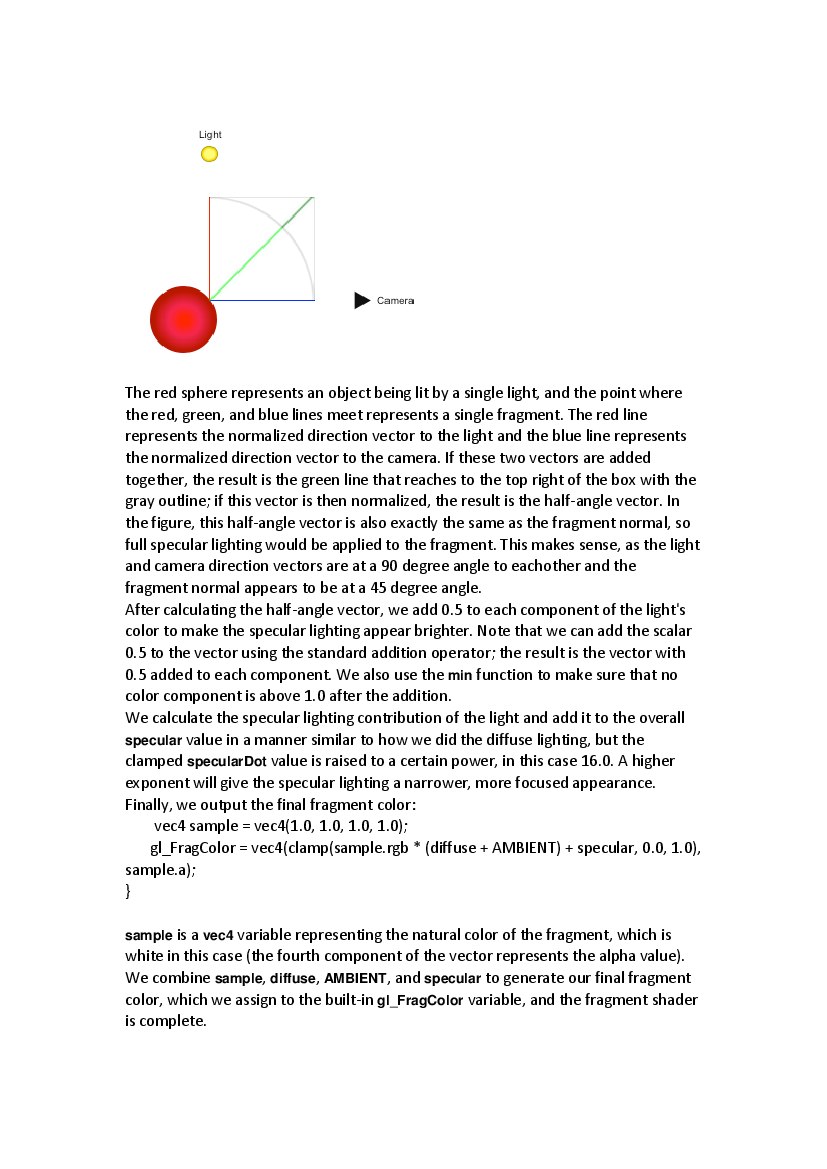 Light
Camera
The red sphere represents an object being lit by a single light, and the point where
the red, green, and blue lines meet represents a single fragment. The red line
represents the normalized direction vector to the light and the blue line represents
the normalized direction vector to the camera. If these two vectors are added
together, the result is the green line that reaches to the top right of the box with the
gray outline; if this vector is then normalized, the result is the half-angle vector. In
the figure, this half-angle vector is also exactly the same as the fragment normal, so
full specular lighting would be applied to the fragment. This makes sense, as the light
and camera direction vectors are at a 90 degree angle to eachother and the
fragment normal appears to be at a 45 degree angle.
After calculating the half-angle vector, we add 0.5 to each component of the light's
color to make the specular lighting appear brighter. Note that we can add the scalar
0.5 to the vector using the standard addition operator; the result is the vector with
0.5 added to each component. We also use the min function to make sure that no
color component is above 1.0 after the addition.
We calculate the specular lighting contribution of the light and add it to the overall
specular value in a manner similar to how we did the diffuse lighting, but the
clamped specularDot value is raised to a certain power, in this case 16.0. A higher
exponent will give the specular lighting a narrower, more focused appearance.
Finally, we output the final fragment color:
vec4 sample = vec4(1.0, 1.0, 1.0, 1.0);
gl_FragColor = vec4(clamp(sample.rgb * (diffuse + AMBIENT) + specular, 0.0, 1.0),
sample.a);
}
sample is a vec4 variable representing the natural color of the fragment, which is
white in this case (the fourth component of the vector represents the alpha value).
We combine sample, diffuse, AMBIENT, and specular to generate our final fragment
color, which we assign to the built-in gl_FragColor variable, and the fragment shader
is complete.